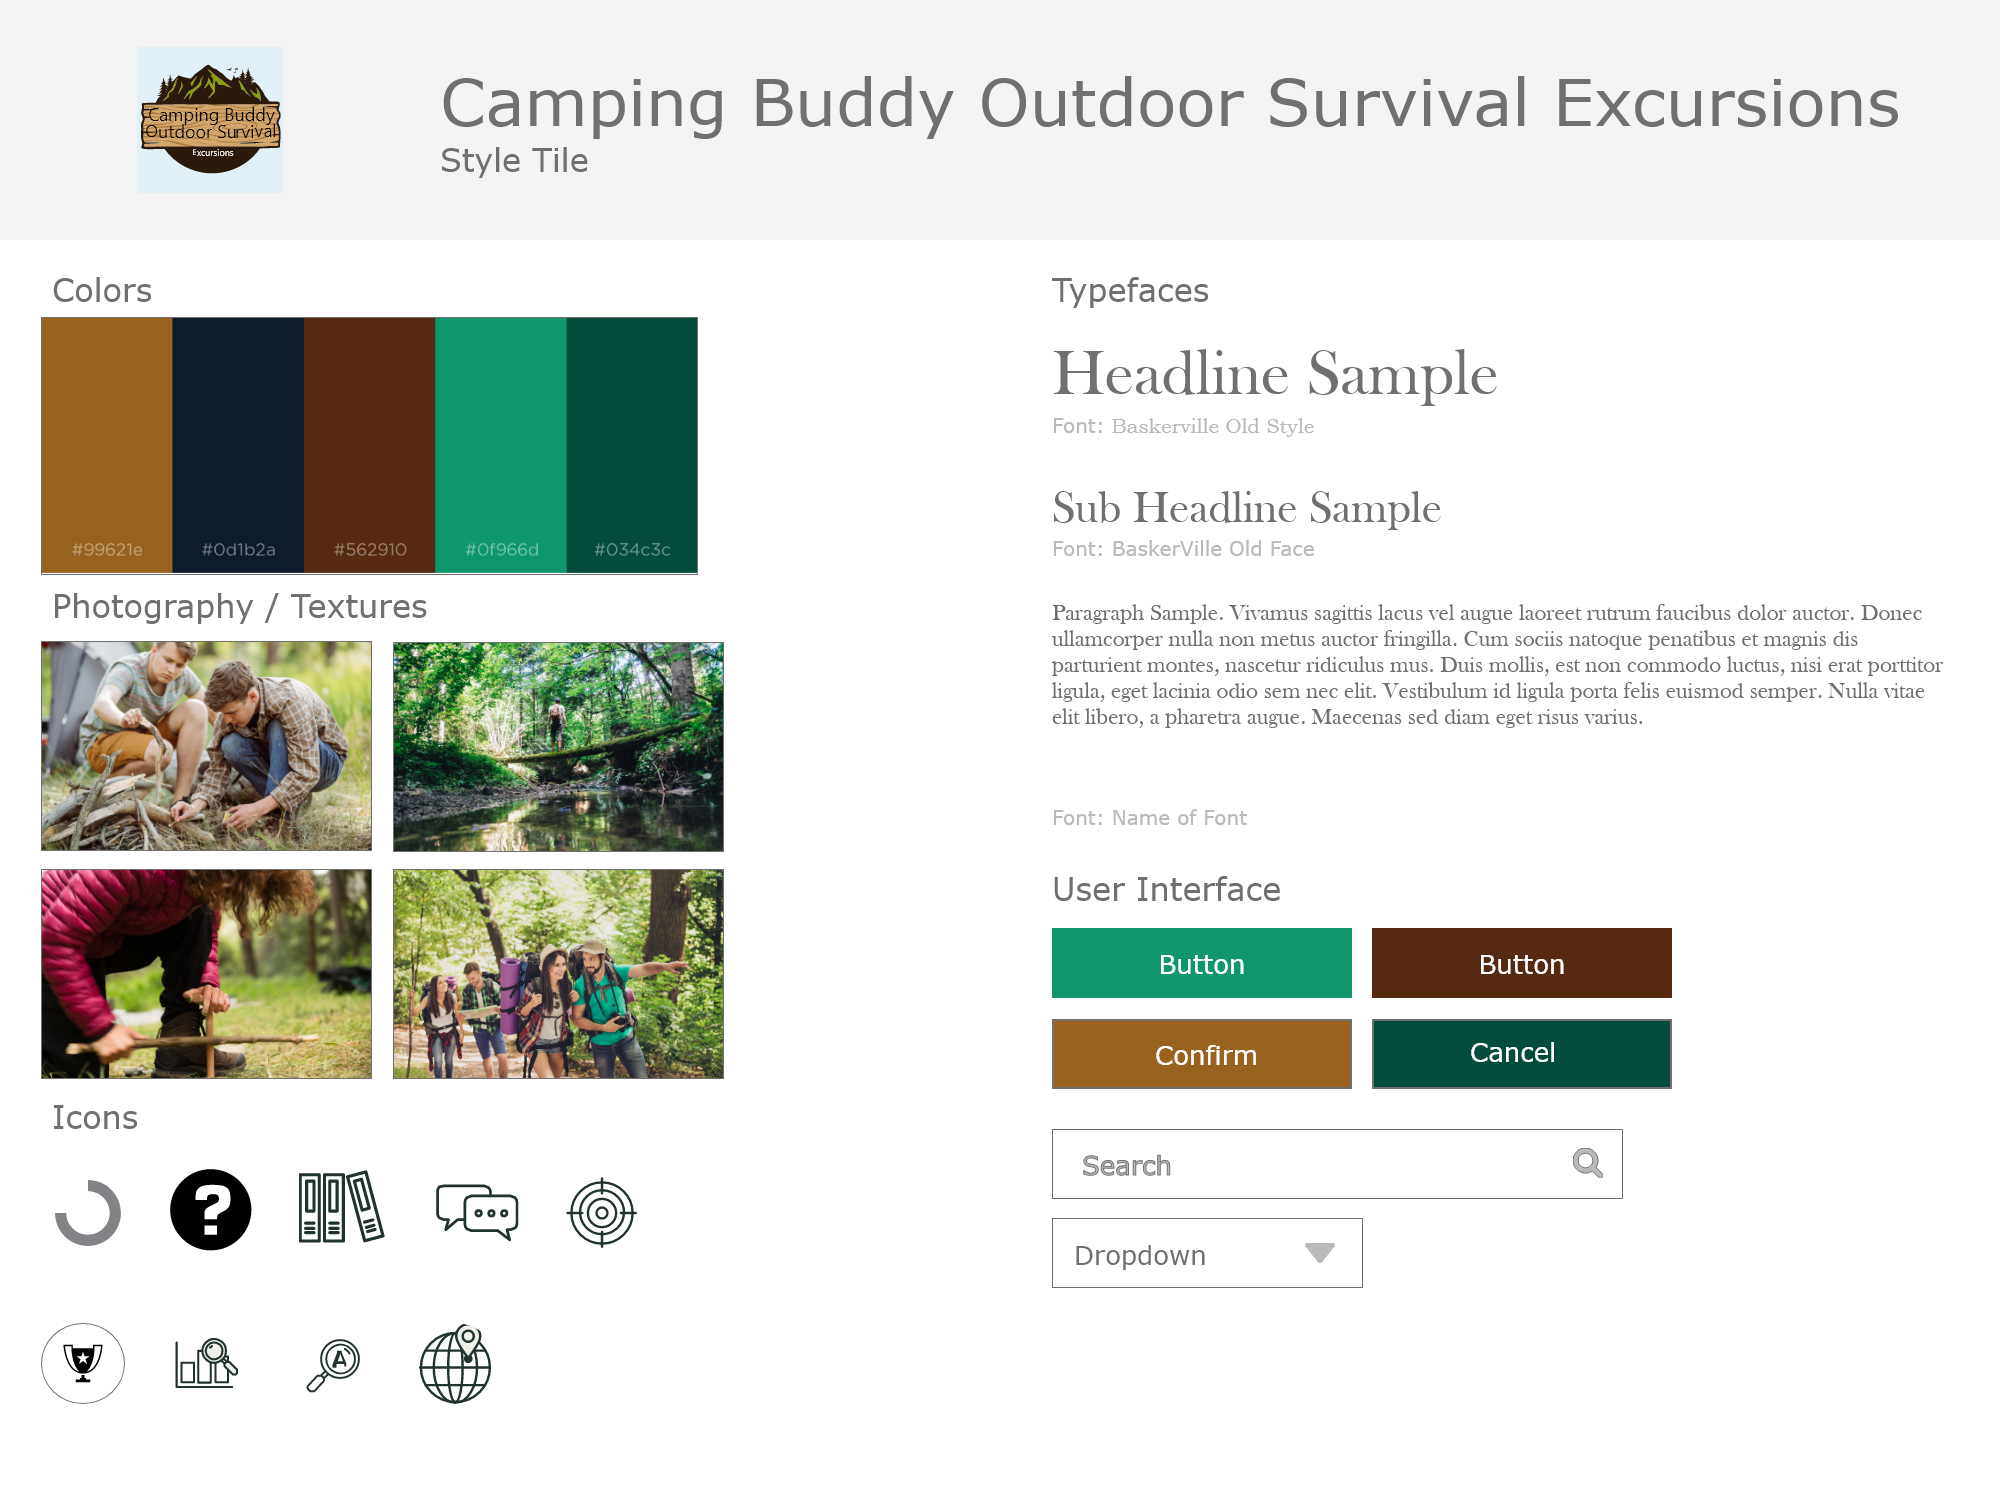 Camping Buddy
Outdoor Survival
Excursions
Camping Buddy Outdoor Survival Excursions
Style Tile
Colors
#99621e #0d1b2a #562910 #0f966d #034c3c
Photography / Textures
Icons
?
A
Typefaces
Headline Sample
Font: Baskerville Old Style
Sub Headline Sample
Font: BaskerVille Old Face
Paragraph Sample. Vivamus sagittis lacus vel augue laoreet rutrum faucibus dolor auctor. Donec
ullamcorper nulla non metus auctor fringilla. Cum sociis natoque penatibus et magnis dis
parturient montes, nascetur ridiculus mus. Duis mollis, est non commodo luctus, nisi erat porttitor
ligula, eget lacinia odio sem nec elit. Vestibulum id ligula porta felis euismod semper. Nulla vitae
elit libero, a pharetra augue. Maecenas sed diam eget risus varius.
Font: Name of Font
User Interface
Button Button
Confirm Cancel
Search
Dropdown